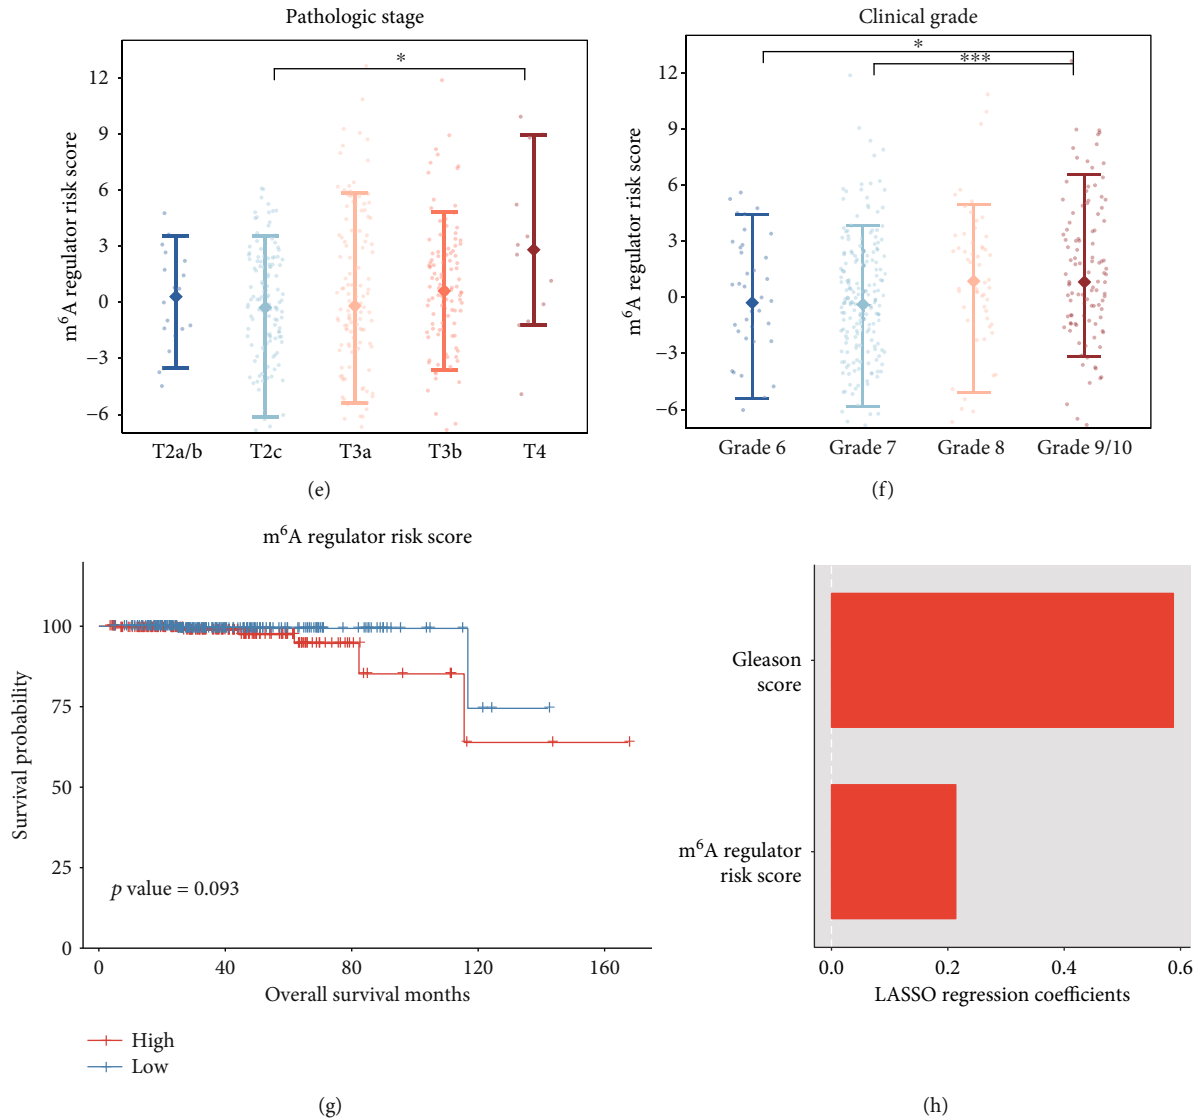 Pathologic stage
m⁶A regulator risk score
12
9
6
3
0
−3
−6
*
T2a/b T2c T3a T3b T4
(e)
Clinical grade
m⁶A regulator risk score
12
9
6
3
0
−3
−6
*
***
Grade 6 Grade 7 Grade 8 Grade 9/10
(f)
m⁶A regulator risk score
Survival probability
100
75
50
25
0
p value = 0.093
0 40 80 120 160
Overall survival months
High
Low
(g)
Gleason
score
m⁶A regulator
risk score
0.0 0.2 0.4 0.6
LASSO regression coefficients
(h)